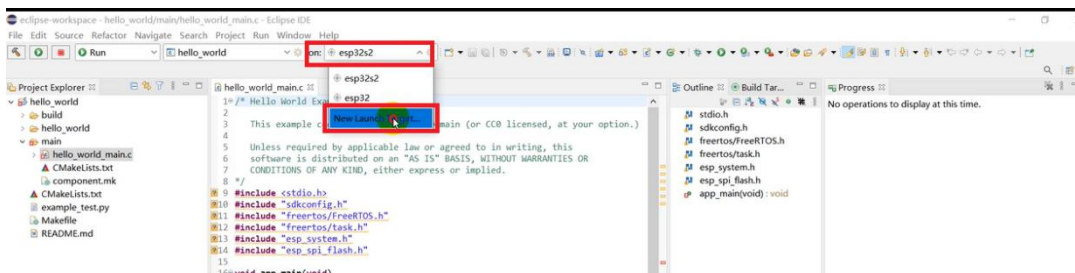 eclipse-workspace - hello_world/main/hello_world_main.c - Eclipse IDE
File Edit Source Refactor Navigate Search Project Run Window Help
Run
hello_world
on:
esp32s2
esp32s2
esp32
New Launch
Project Explorer
hello_world
build
hello_world
main
hello_world_main.c
CMakeLists.txt
component.mk
CMakeLists.txt
example_test.py
Makefile
README.md
hello_world_main.c
1 /* Hello World Exa
2
3 This example c
main (or CC0 licensed, at your option.)
4
5 Unless required by applicable law or agreed to in writing, this
6 software is distributed on an "AS IS" BASIS, WITHOUT WARRANTIES OR
7 CONDITIONS OF ANY KIND, either express or implied.
8 */
9 #include <stdio.h>
10 #include "sdkconfig.h"
11 #include "freertos/FreeRTOS.h"
12 #include "freertos/task.h"
13 #include "esp_system.h"
14 #include "esp_spi_flash.h"
15
16 void app_main(void)
Outline
Build Tar...
stdio.h
sdkconfig.h
freertos/FreeRTOS.h
freertos/task.h
esp_system.h
esp_spi_flash.h
app_main(void) : void
Progress
No operations to display at this time.